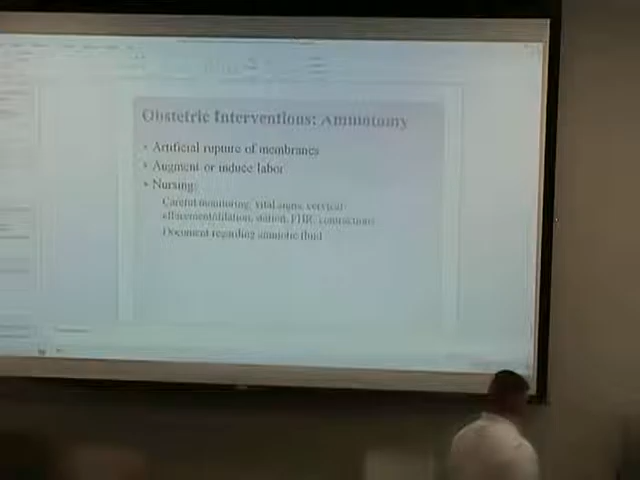 Obstetric Interventions: Amniotomy
• Artificial rupture of membranes
• Augment or induce labor
• Nursing:
Careful monitoring, vital signs, cervical
effacement/dilation, station, FHR, contractions
Document regarding amniotic fluid